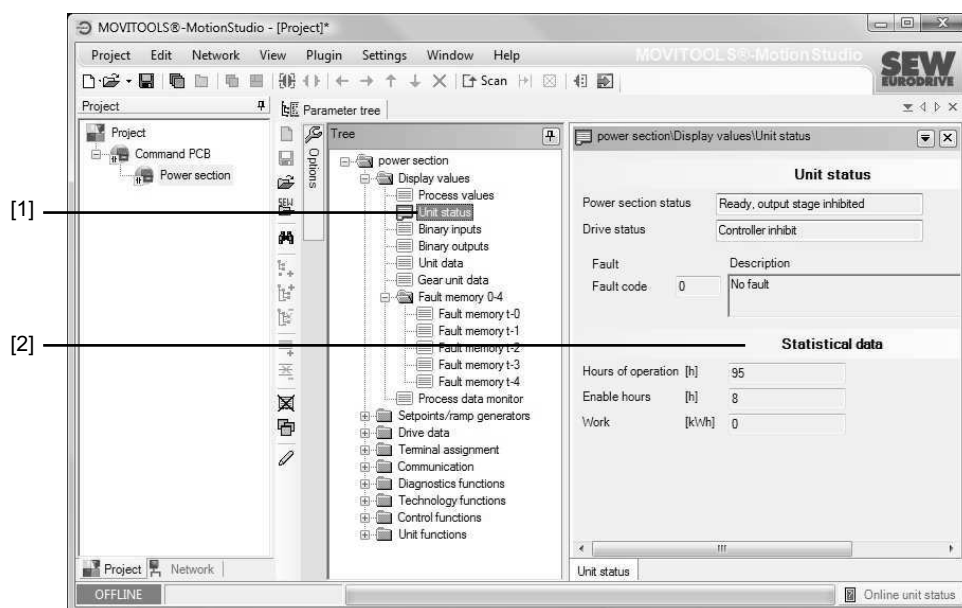 MOVITOOLS®-MotionStudio - [Project]*
Project Edit Network View Plugin Settings Window Help
MOVITOOLS®-MotionStudio
SEW
EURODRIVE
Scan
Project
Parameter tree
Project
Command PCB
Power section
Options
SEW
Tree
power section
Display values
Process values
[1]
Unit status
Binary inputs
Binary outputs
Unit data
Gear unit data
Fault memory 0-4
Fault memory t-0
Fault memory t-1
[2]
Fault memory t-2
Fault memory t-3
Fault memory t-4
Process data monitor
Setpoints/ramp generators
Drive data
Terminal assignment
Communication
Diagnostics functions
Technology functions
Control functions
Unit functions
power section\Display values\Unit status
Unit status
Power section status Ready, output stage inhibited
Drive status Controller inhibit
Fault Description
Fault code 0 No fault
Statistical data
Hours of operation [h] 95
Enable hours [h] 8
Work [kWh] 0
Project Network
Unit status
OFFLINE
Online unit status